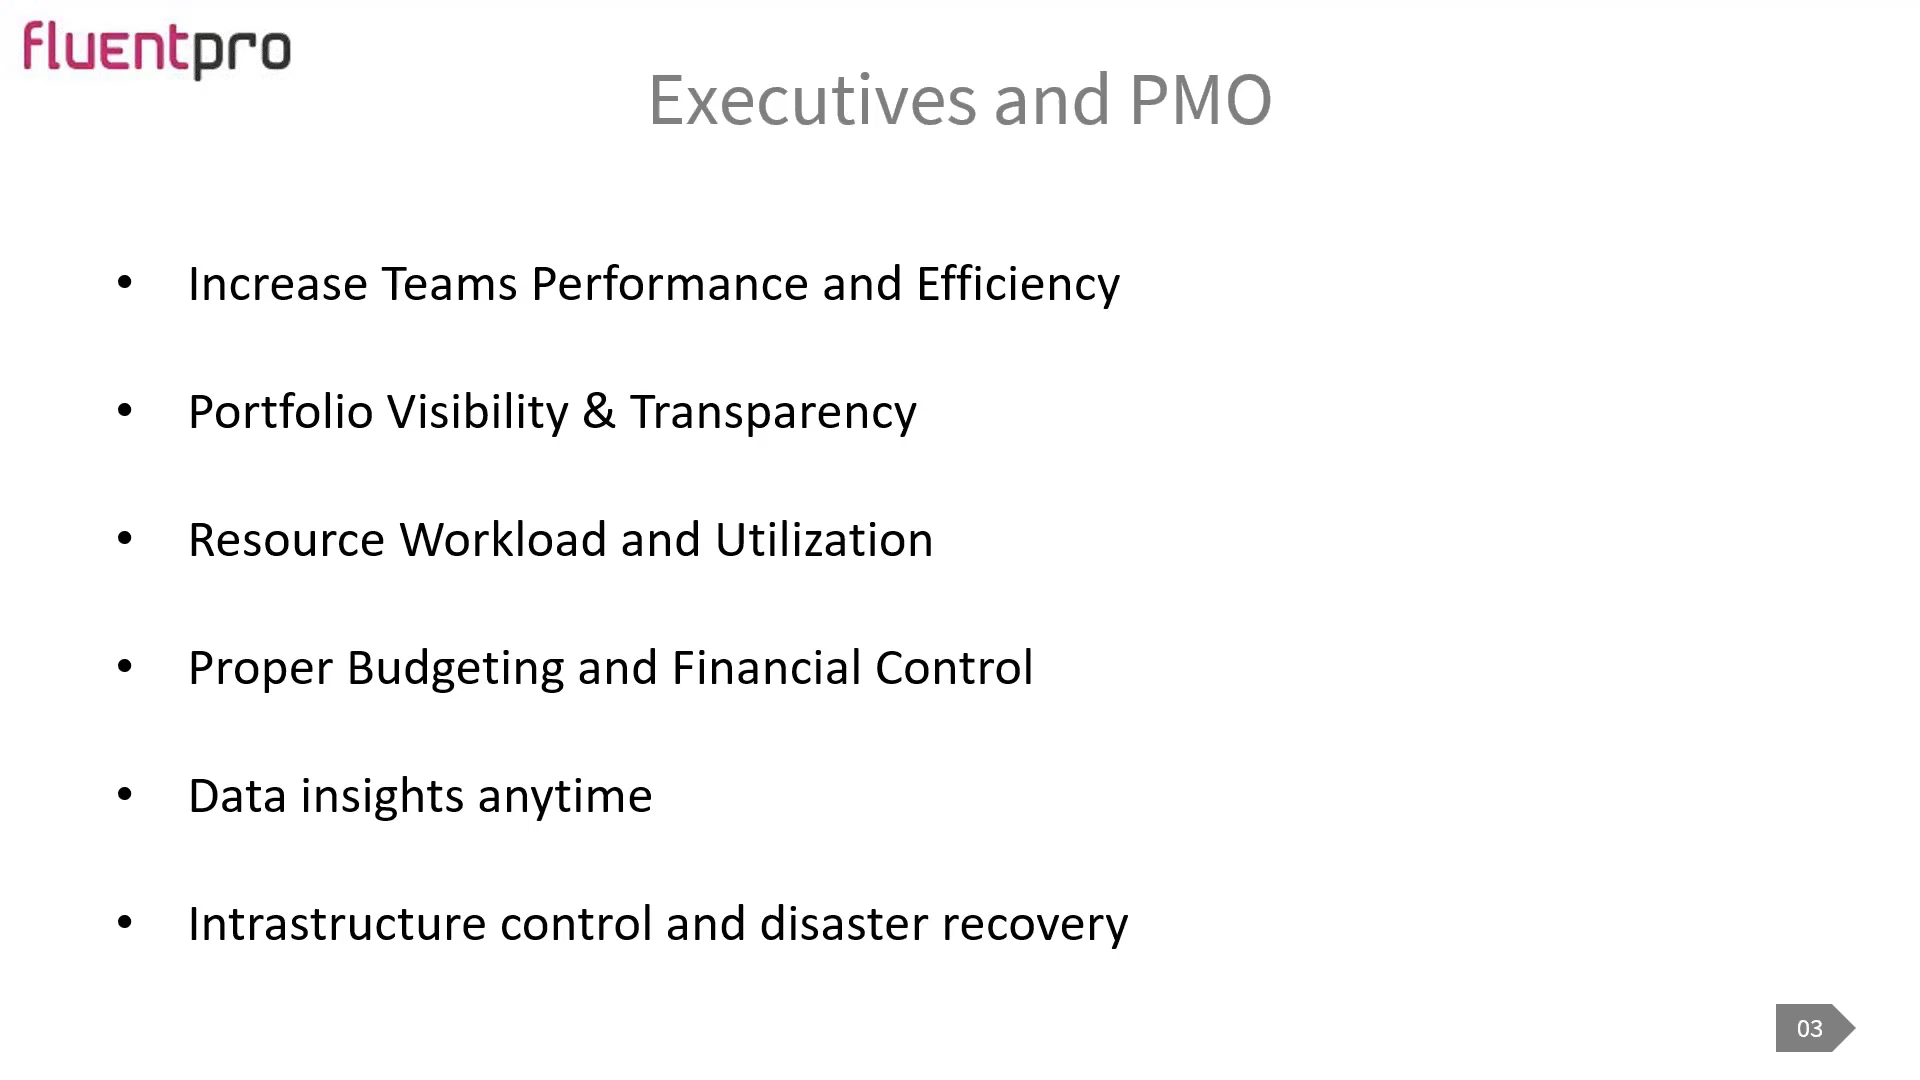 fluentpro
Executives and PMO
• Increase Teams Performance and Efficiency
• Portfolio Visibility & Transparency
• Resource Workload and Utilization
• Proper Budgeting and Financial Control
• Data insights anytime
• Intrastructure control and disaster recovery
03